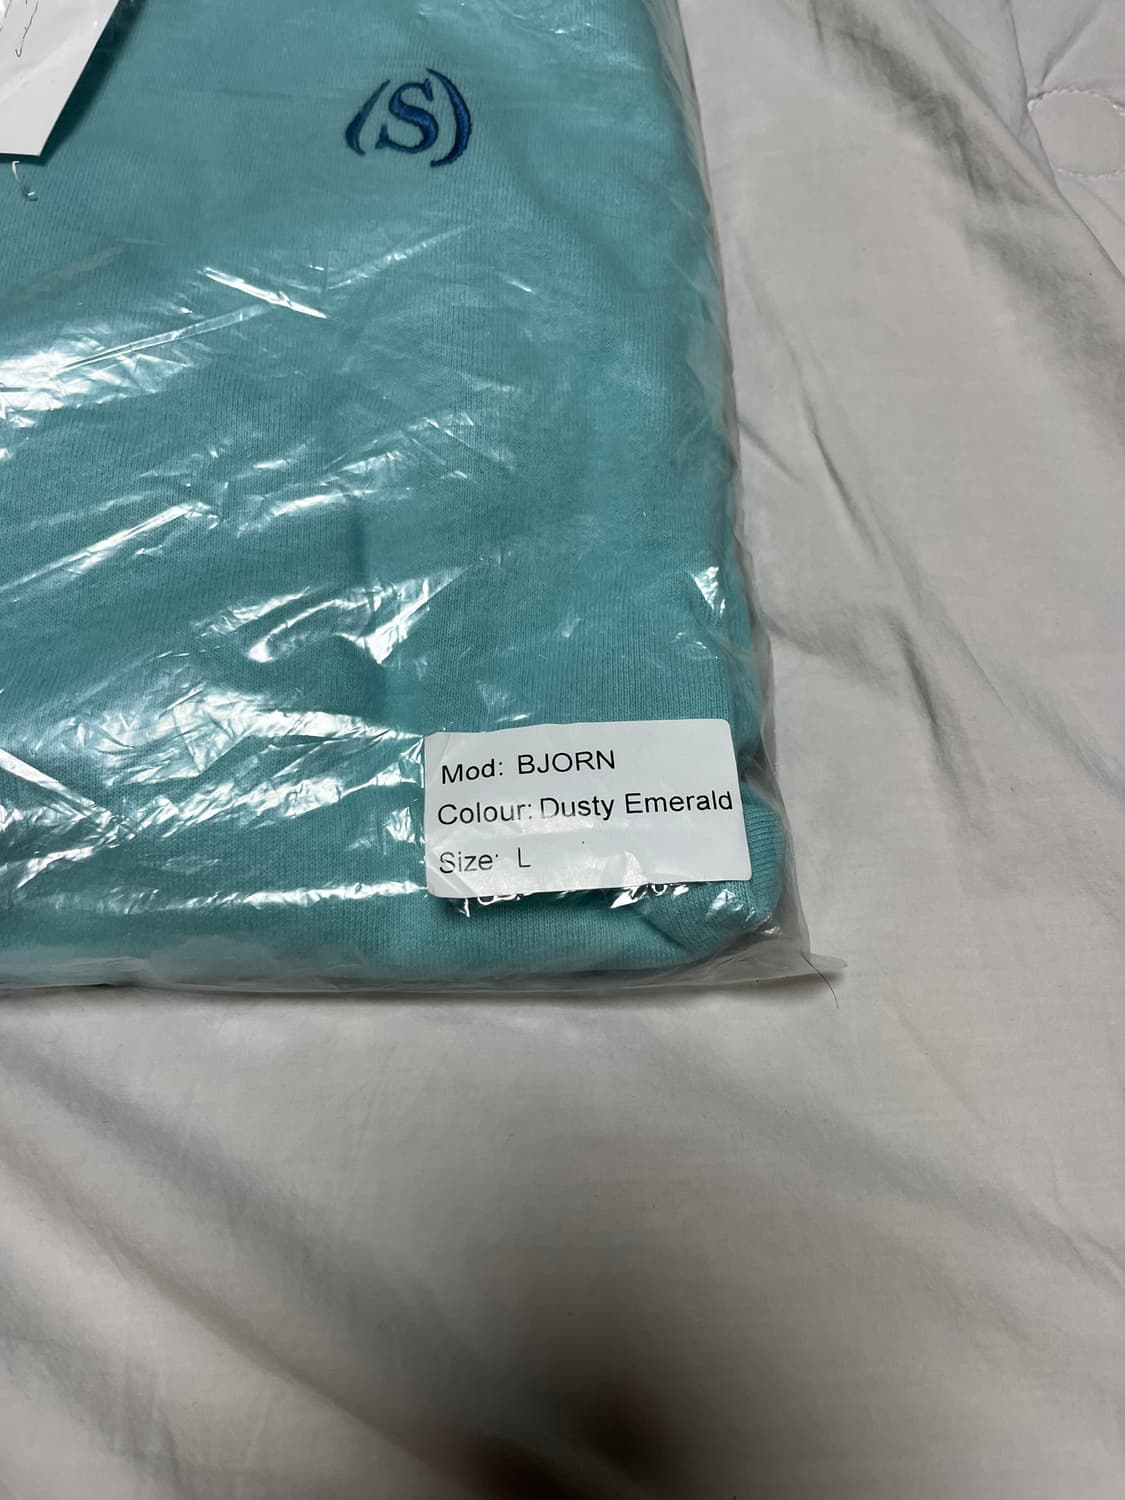 (S)
Mod: BJORN
Colour: Dusty Emerald
Size: L